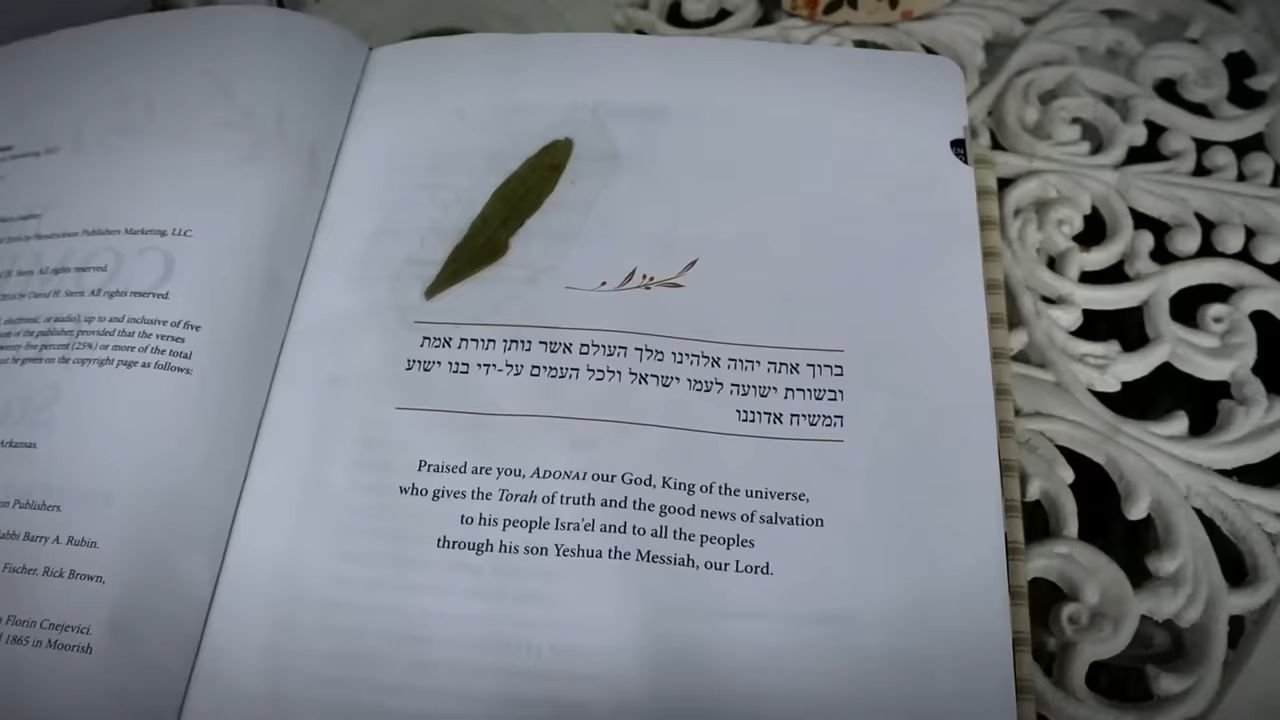 Hendrickson Publishers Marketing, LLC.
H. Stern. All rights reserved.
by David H. Stern. All rights reserved.
electronic, or audio), up to and inclusive of five
of the publisher, provided that the verses
twenty-five percent (25%) or more of the total
be given on the copyright page as follows:
Arkansas.
on Publishers.
abbi Barry A. Rubin.
Fischer, Rick Brown,
Florin Cnejevici.
1865 in Moorish
ברוך אתה יהוה אלהינו מלך העולם אשר נותן תורת אמת
ובשורת ישועה לעמו ישראל ולכל העמים על-ידי בנו ישוע
המשיח אדוננו
Praised are you, ADONAI our God, King of the universe,
who gives the Torah of truth and the good news of salvation
to his people Isra'el and to all the peoples
through his son Yeshua the Messiah, our Lord.